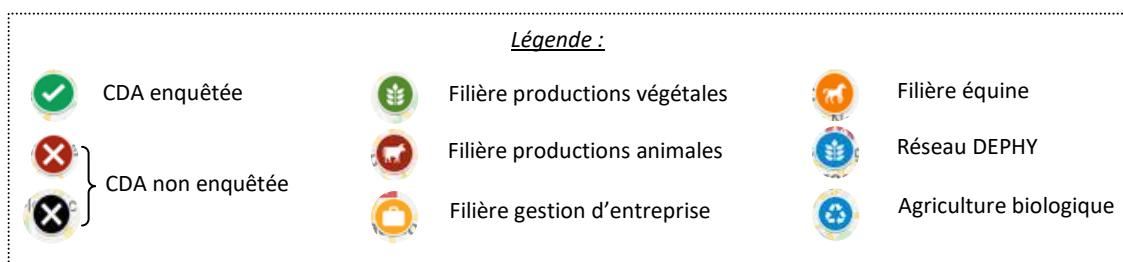 Légende :
CDA enquêtée
Filière productions végétales
Filière équine
Filière productions animales
Réseau DEPHY
CDA non enquêtée
Filière gestion d'entreprise
Agriculture biologique